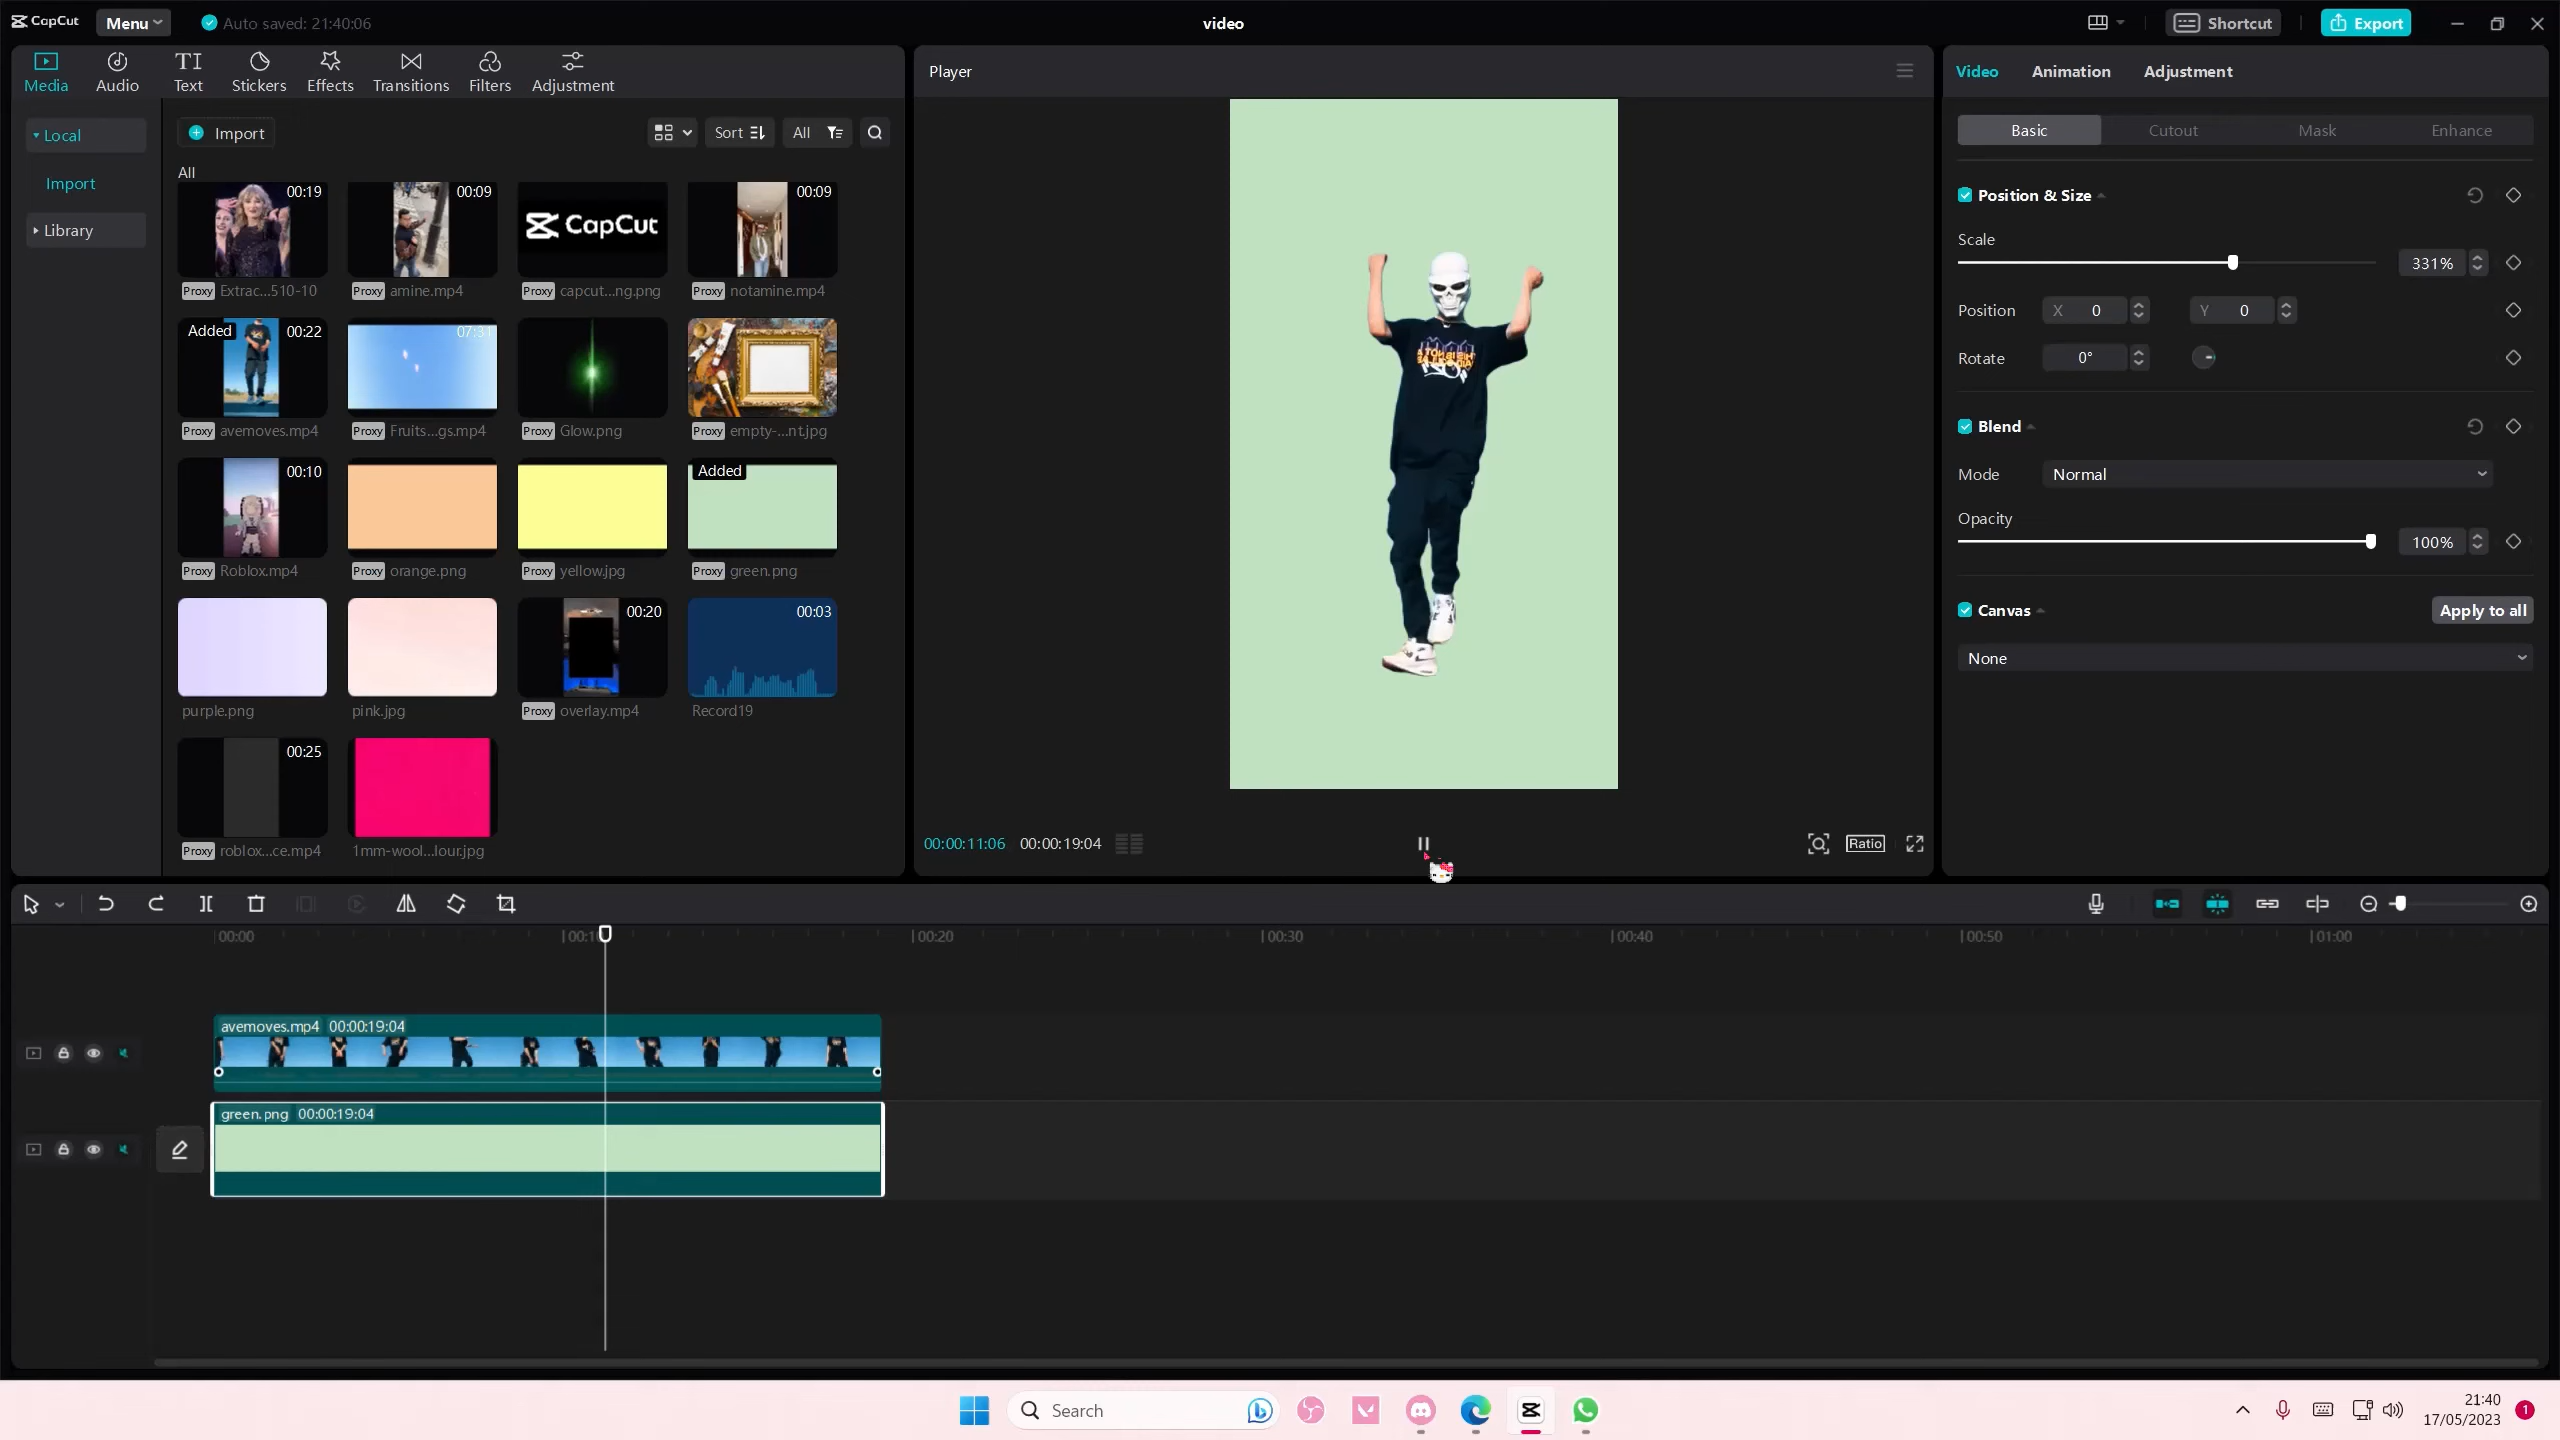 CapCut Menu Auto saved: 21:40:06 video Shortcut Export
Media Audio Text Stickers Effects Transitions Filters Adjustment
Local
Import
Library
Import Sort All
All
00:19 00:09 CapCut 00:09
Proxy Extrac...510-10 Proxy amine.mp4 Proxy capcut...ng.png Proxy notamine.mp4
Added 00:22 07:31
Proxy avemoves.mp4 Proxy Fruits...gs.mp4 Proxy Glow.png Proxy empty-...nt.jpg
00:10 Added
Proxy Roblox.mp4 Proxy orange.png Proxy yellow.jpg Proxy green.png
00:20 00:03
purple.png pink.jpg Proxy overlay.mp4 Record19
00:25
Proxy roblox...ce.mp4 1mm-wool...lour.jpg
Player
00:00:11:06 00:00:19:04 Ratio
Video Animation Adjustment
Basic Cutout Mask Enhance
Position & Size
Scale
331%
Position X 0 Y 0
Rotate 0°
Blend
Mode Normal
Opacity
100%
Canvas Apply to all
None
00:00 00:10 00:20 00:30 00:40 00:50 01:00
avemoves.mp4 00:00:19:04
green.png 00:00:19:04
Search
21:40
17/05/2023 1